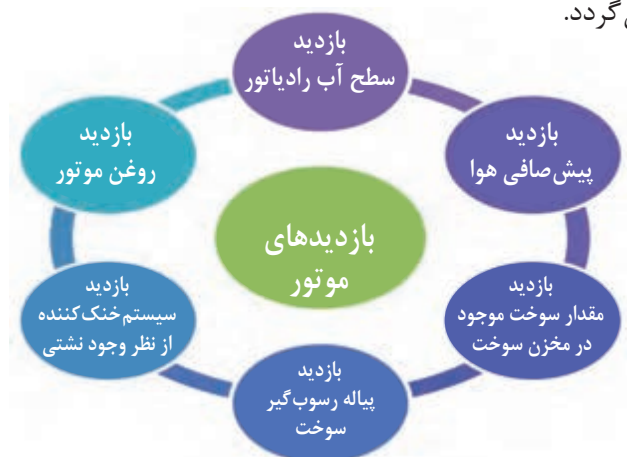 گردد.
بازدید
سطح آب رادیاتور
بازدید
پیش‌صافی هوا
بازدید
مقدار سوخت موجود
در مخزن سوخت
بازدید
پیاله رسوب‌گیر
سوخت
بازدید
سیستم خنک‌کننده
از نظر وجود نشتی
بازدید
روغن موتور
بازدیدهای
موتور